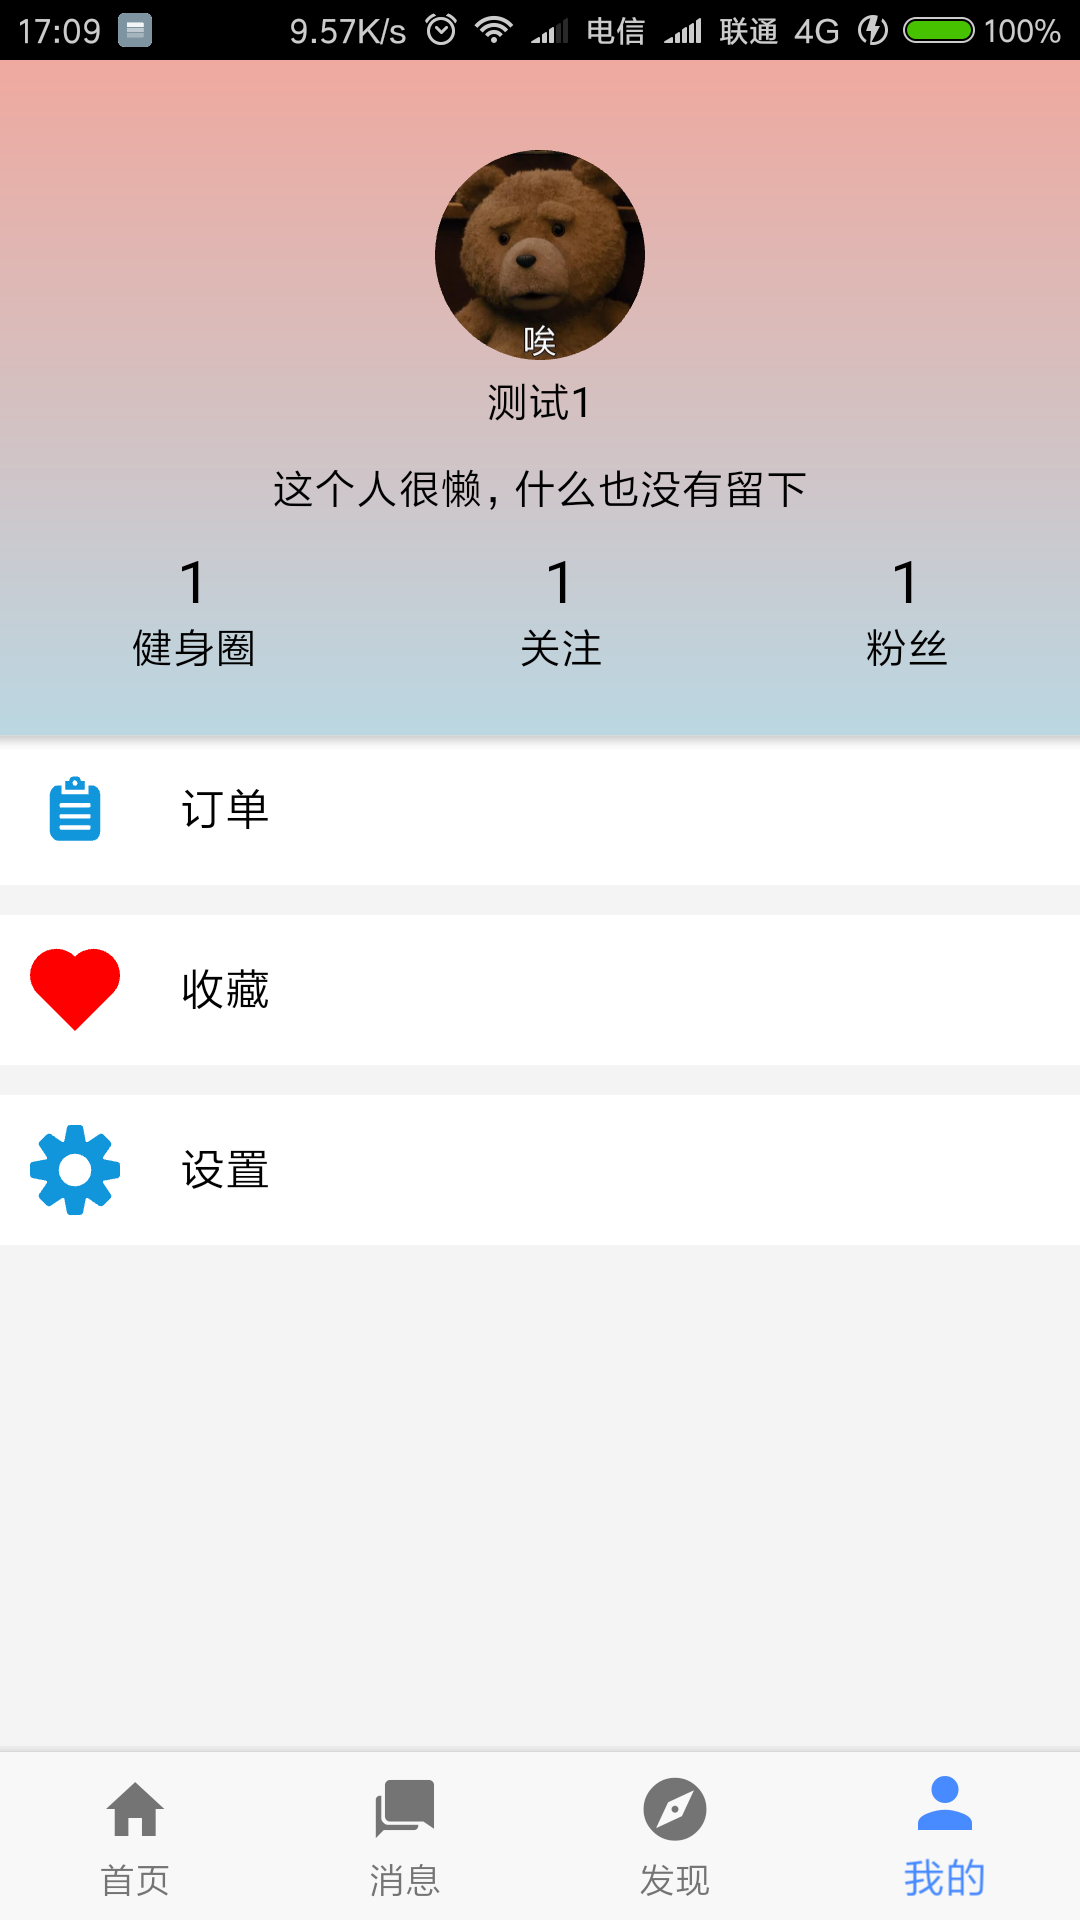 17:09 9.57K/s 电信 联通 4G 100%
唉
测试1
这个人很懒，什么也没有留下
1 1 1
健身圈 关注 粉丝
订单
收藏
设置
首页 消息 发现 我的